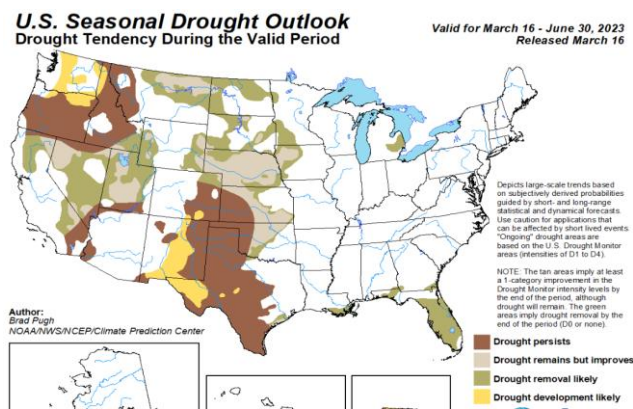 U.S. Seasonal Drought Outlook
Drought Tendency During the Valid Period
Valid for March 16 - June 30, 2023
Released March 16
Depicts large-scale trends based
on subjectively derived probabilities
guided by short- and long-range
statistical and dynamical forecasts.
Use caution for applications that
can be affected by short lived events.
"Ongoing" drought areas are
based on the U.S. Drought Monitor
areas (intensities of D1 to D4).
NOTE: The tan areas imply at least
a 1-category improvement in the
Drought Monitor intensity levels by
the end of the period, although
drought will remain. The green
areas imply drought removal by the
end of the period (D0 or none).
Author:
Brad Pugh
NOAA/NWS/NCEP/Climate Prediction Center
Drought persists
Drought remains but improves
Drought removal likely
Drought development likely